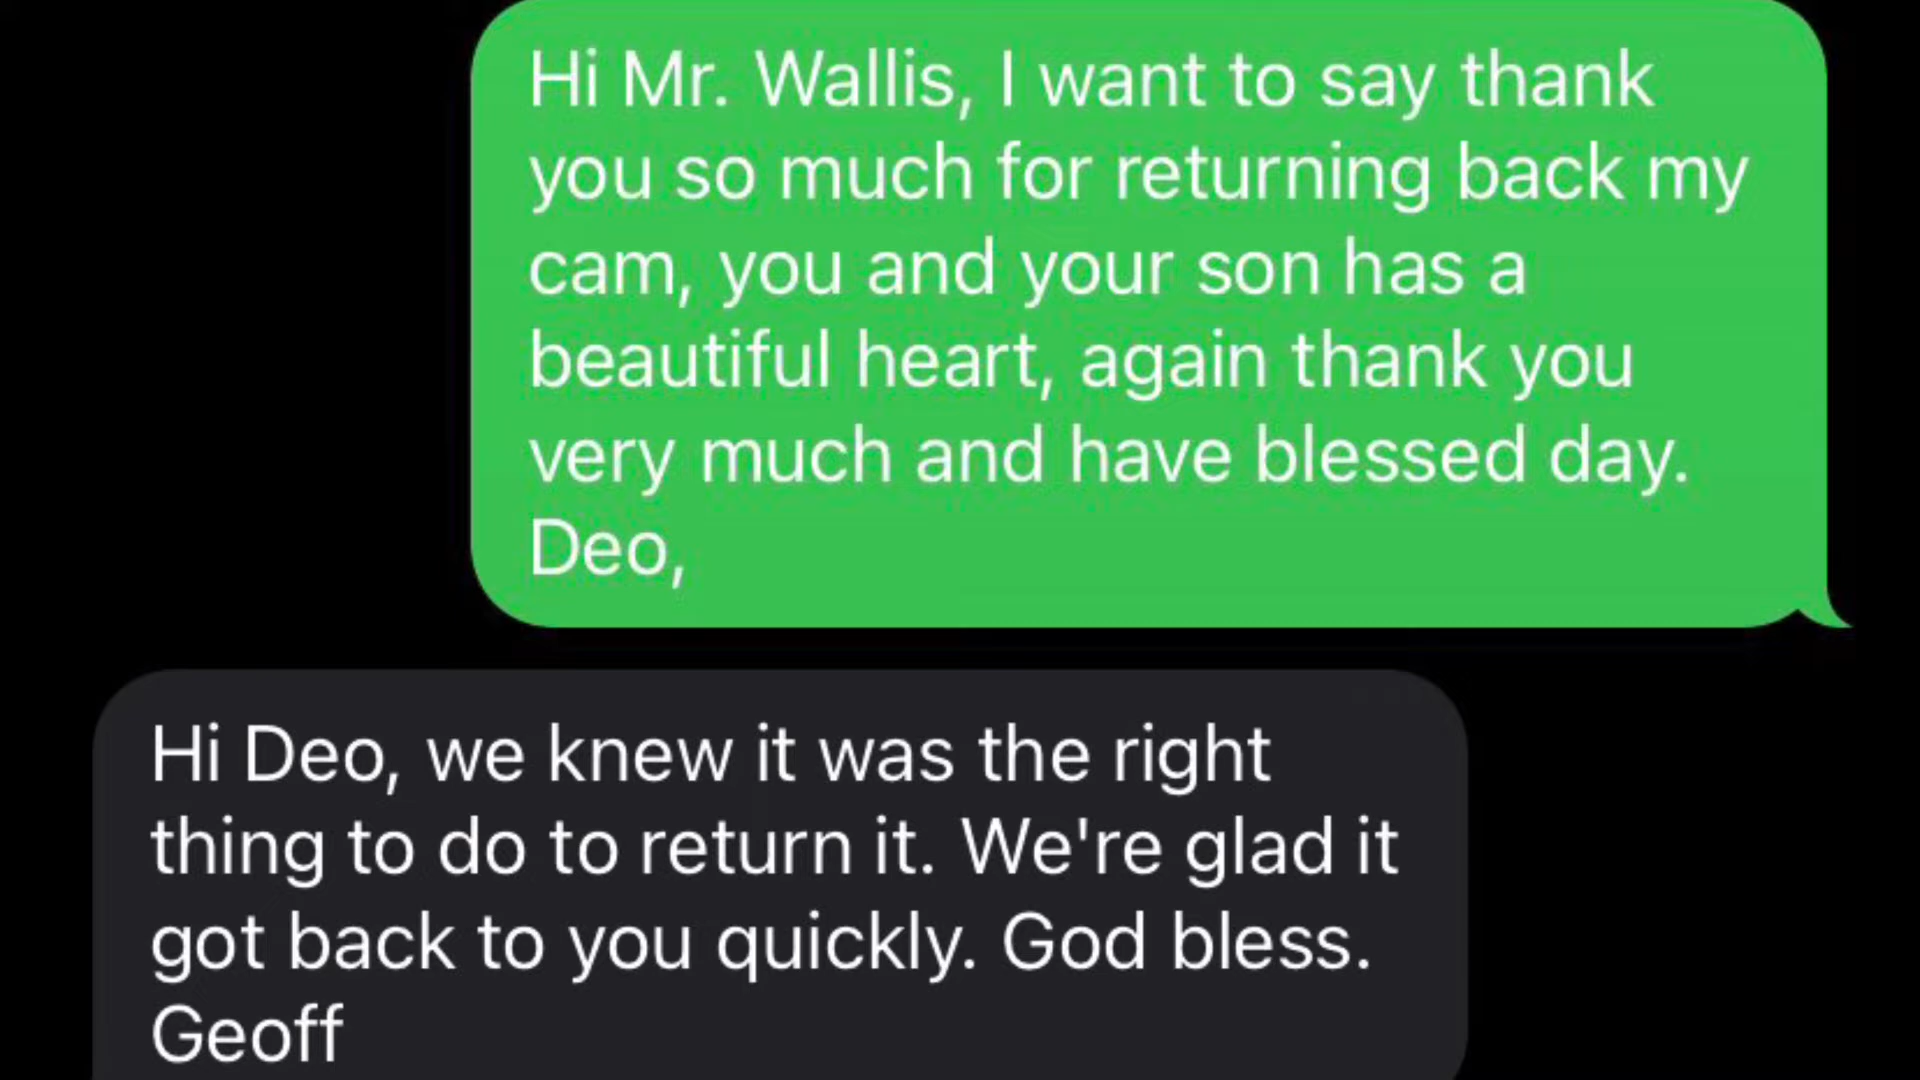 Hi Mr. Wallis, I want to say thank
you so much for returning back my
cam, you and your son has a
beautiful heart, again thank you
very much and have blessed day.
Deo,
Hi Deo, we knew it was the right
thing to do to return it. We're glad it
got back to you quickly. God bless.
Geoff